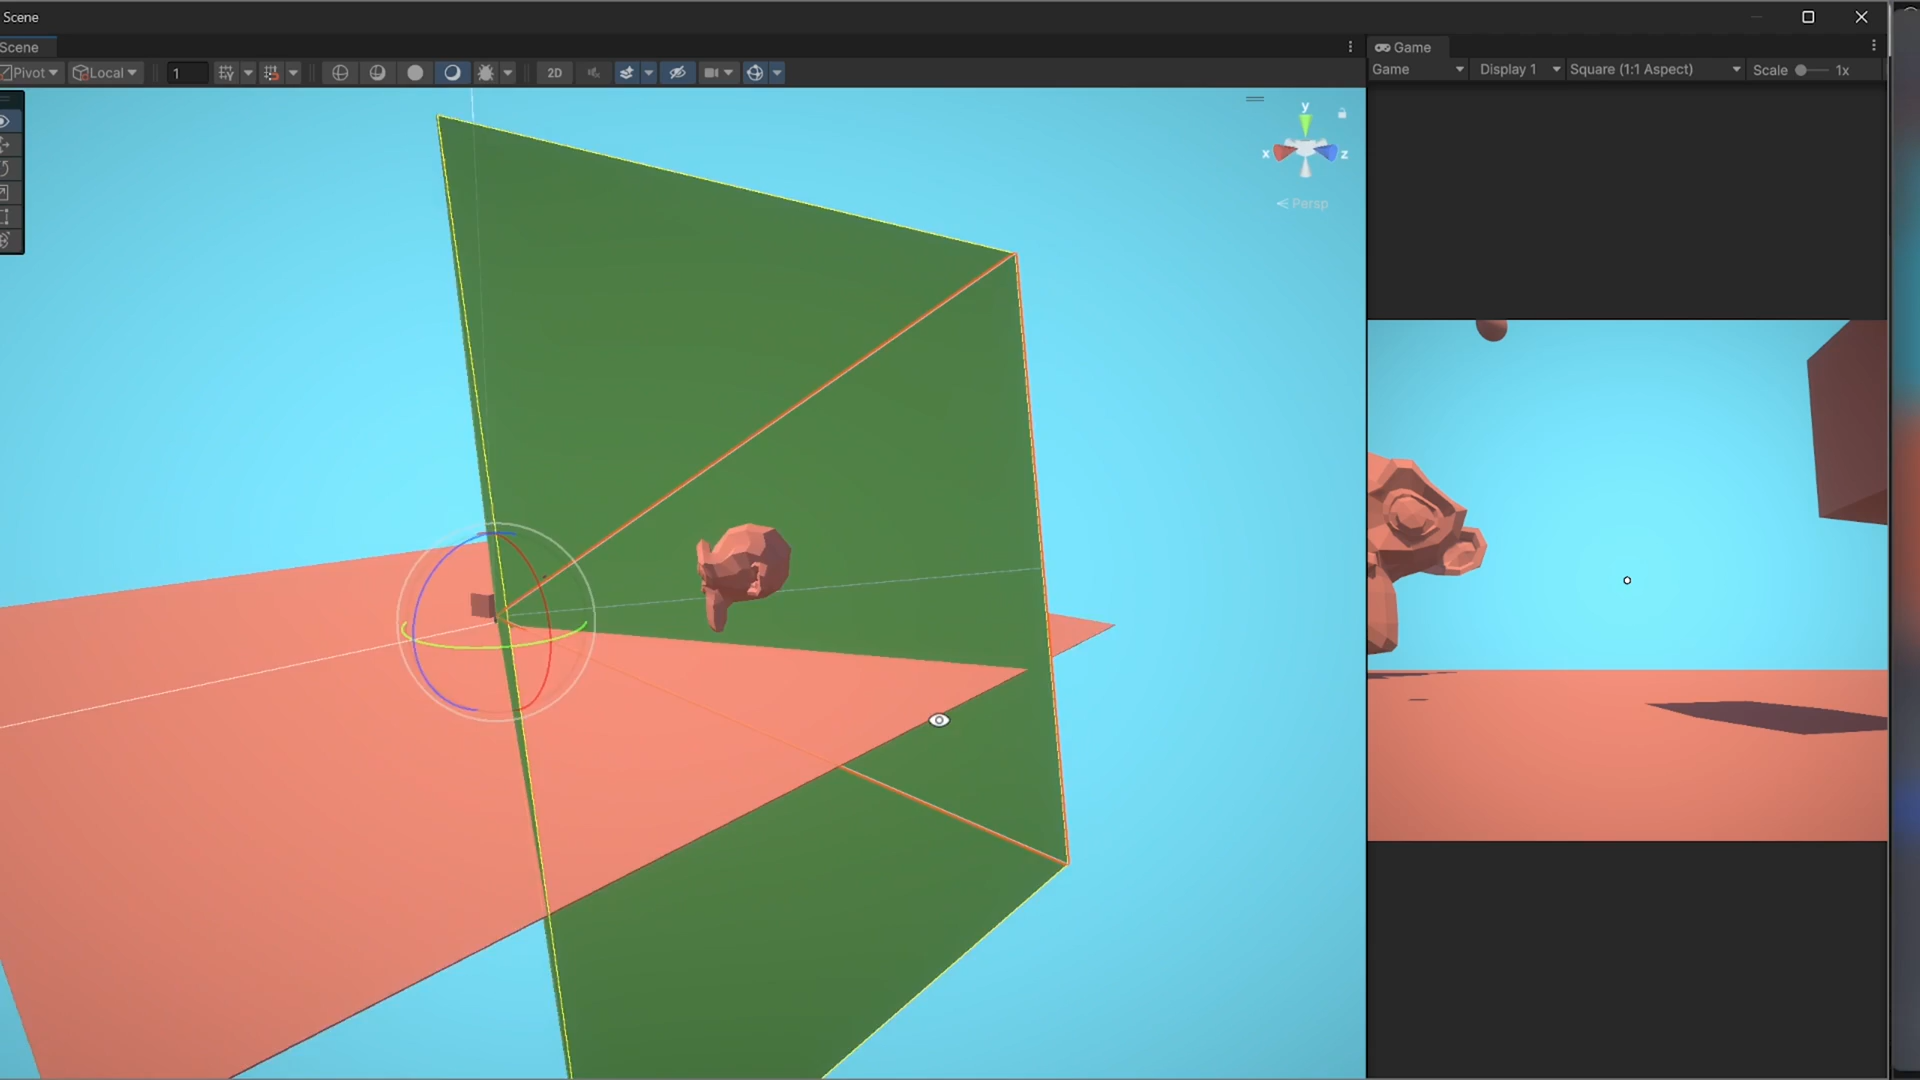 Scene
Scene
Game
Pivot
Local
1
2D
Game
Display 1
Square (1:1 Aspect)
Scale
1x
y
x
z
Persp